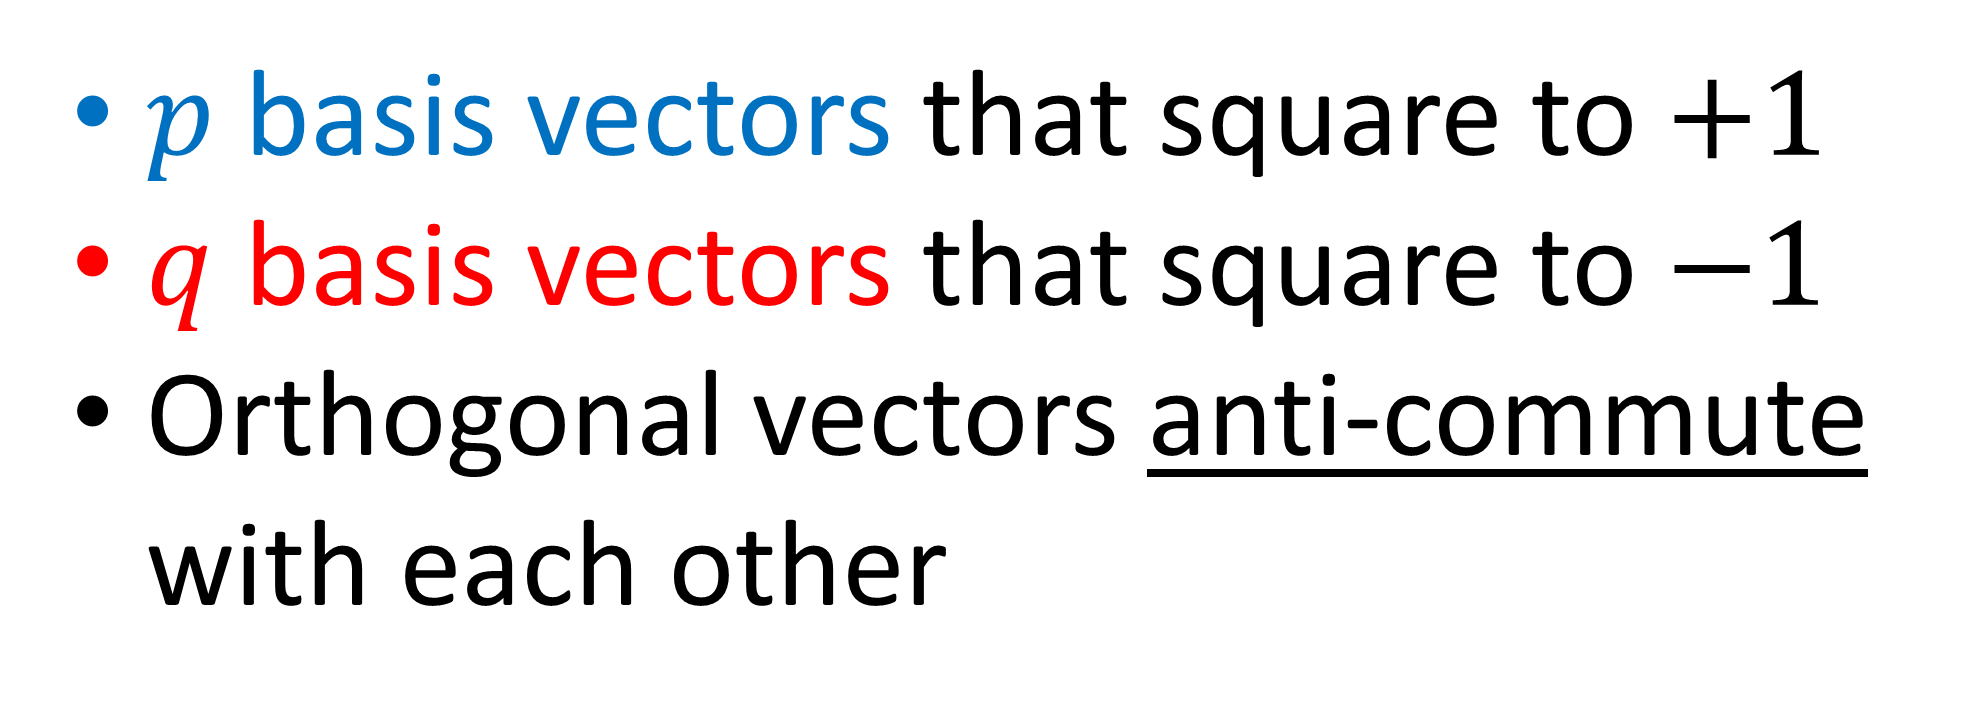 • p basis vectors that square to +1
• q basis vectors that square to −1
• Orthogonal vectors anti-commute
with each other